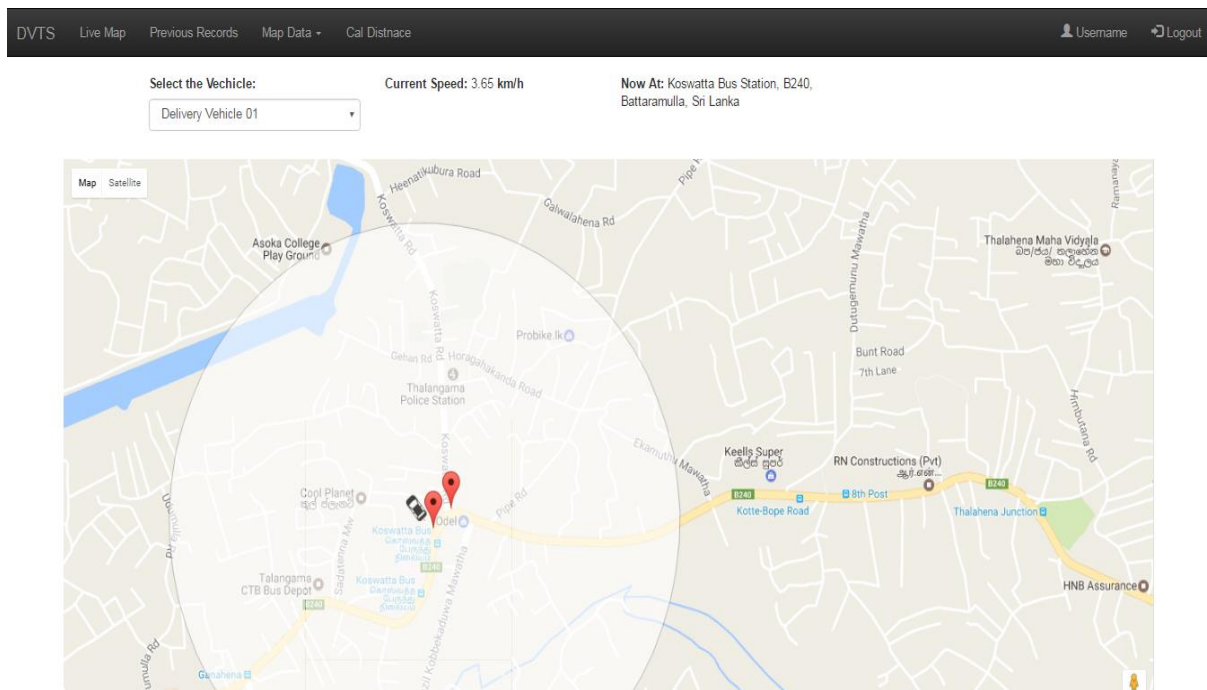 DVTS Live Map Previous Records Map Data Cal Distnace Username Logout
Select the Vechicle:
Delivery Vehicle 01
Current Speed: 3.65 km/h
Now At: Koswatta Bus Station, B240,
Battaramulla, Sri Lanka
Map Satellite
Heenatikubura Road
Koswatta Rd
Galwalahena Rd
Asoka College
Play Ground
Thalahena Maha Vidyala
Dutugemunu Mawatha
Koswatta Rd
Probike.lk
Gehan Rd
Horagahakanda Road
Bunt Road
7th Lane
Thalangama
Police Station
Himbutana Rd
Ekamuthu Mawatha
Keells Super
කීල්ස් සුපර්
RN Constructions (Pvt)
B240
8th Post
B240
Kotte-Bope Road
Thalahena Junction
Cool Planet
Odel
Pipe Rd
Koswatta Bus
B240
Sadatenna Mw
Talangama
CTB Bus Depot
B240
Koswatta Bus
HNB Assurance
Ganahena